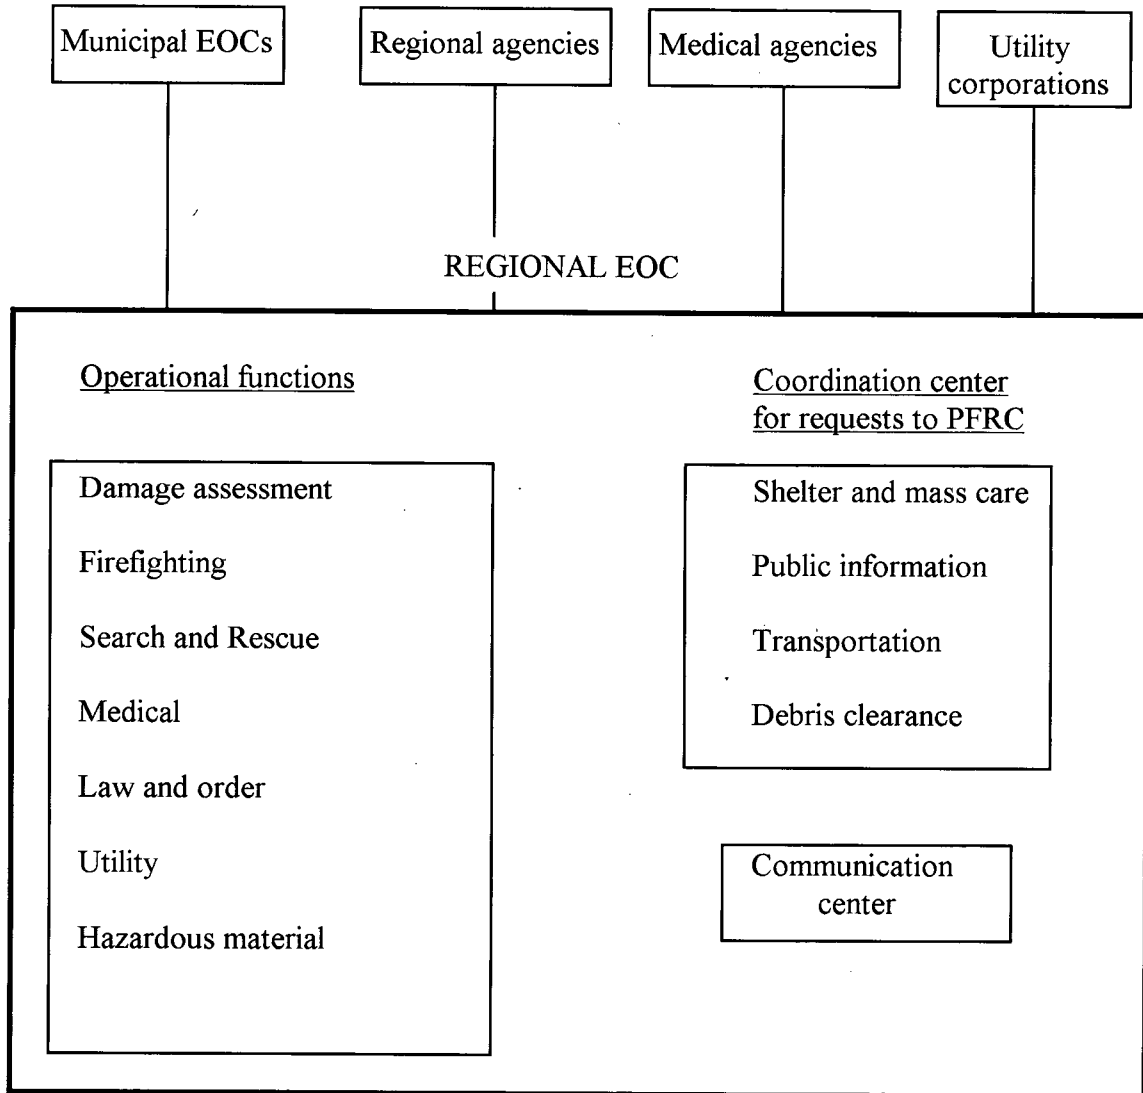 Municipal EOCs
Regional agencies
Medical agencies
Utility
corporations
REGIONAL EOC
Operational functions
Damage assessment
Firefighting
Search and Rescue
Medical
Law and order
Utility
Hazardous material
Coordination center
for requests to PFRC
Shelter and mass care
Public information
Transportation
Debris clearance
Communication
center